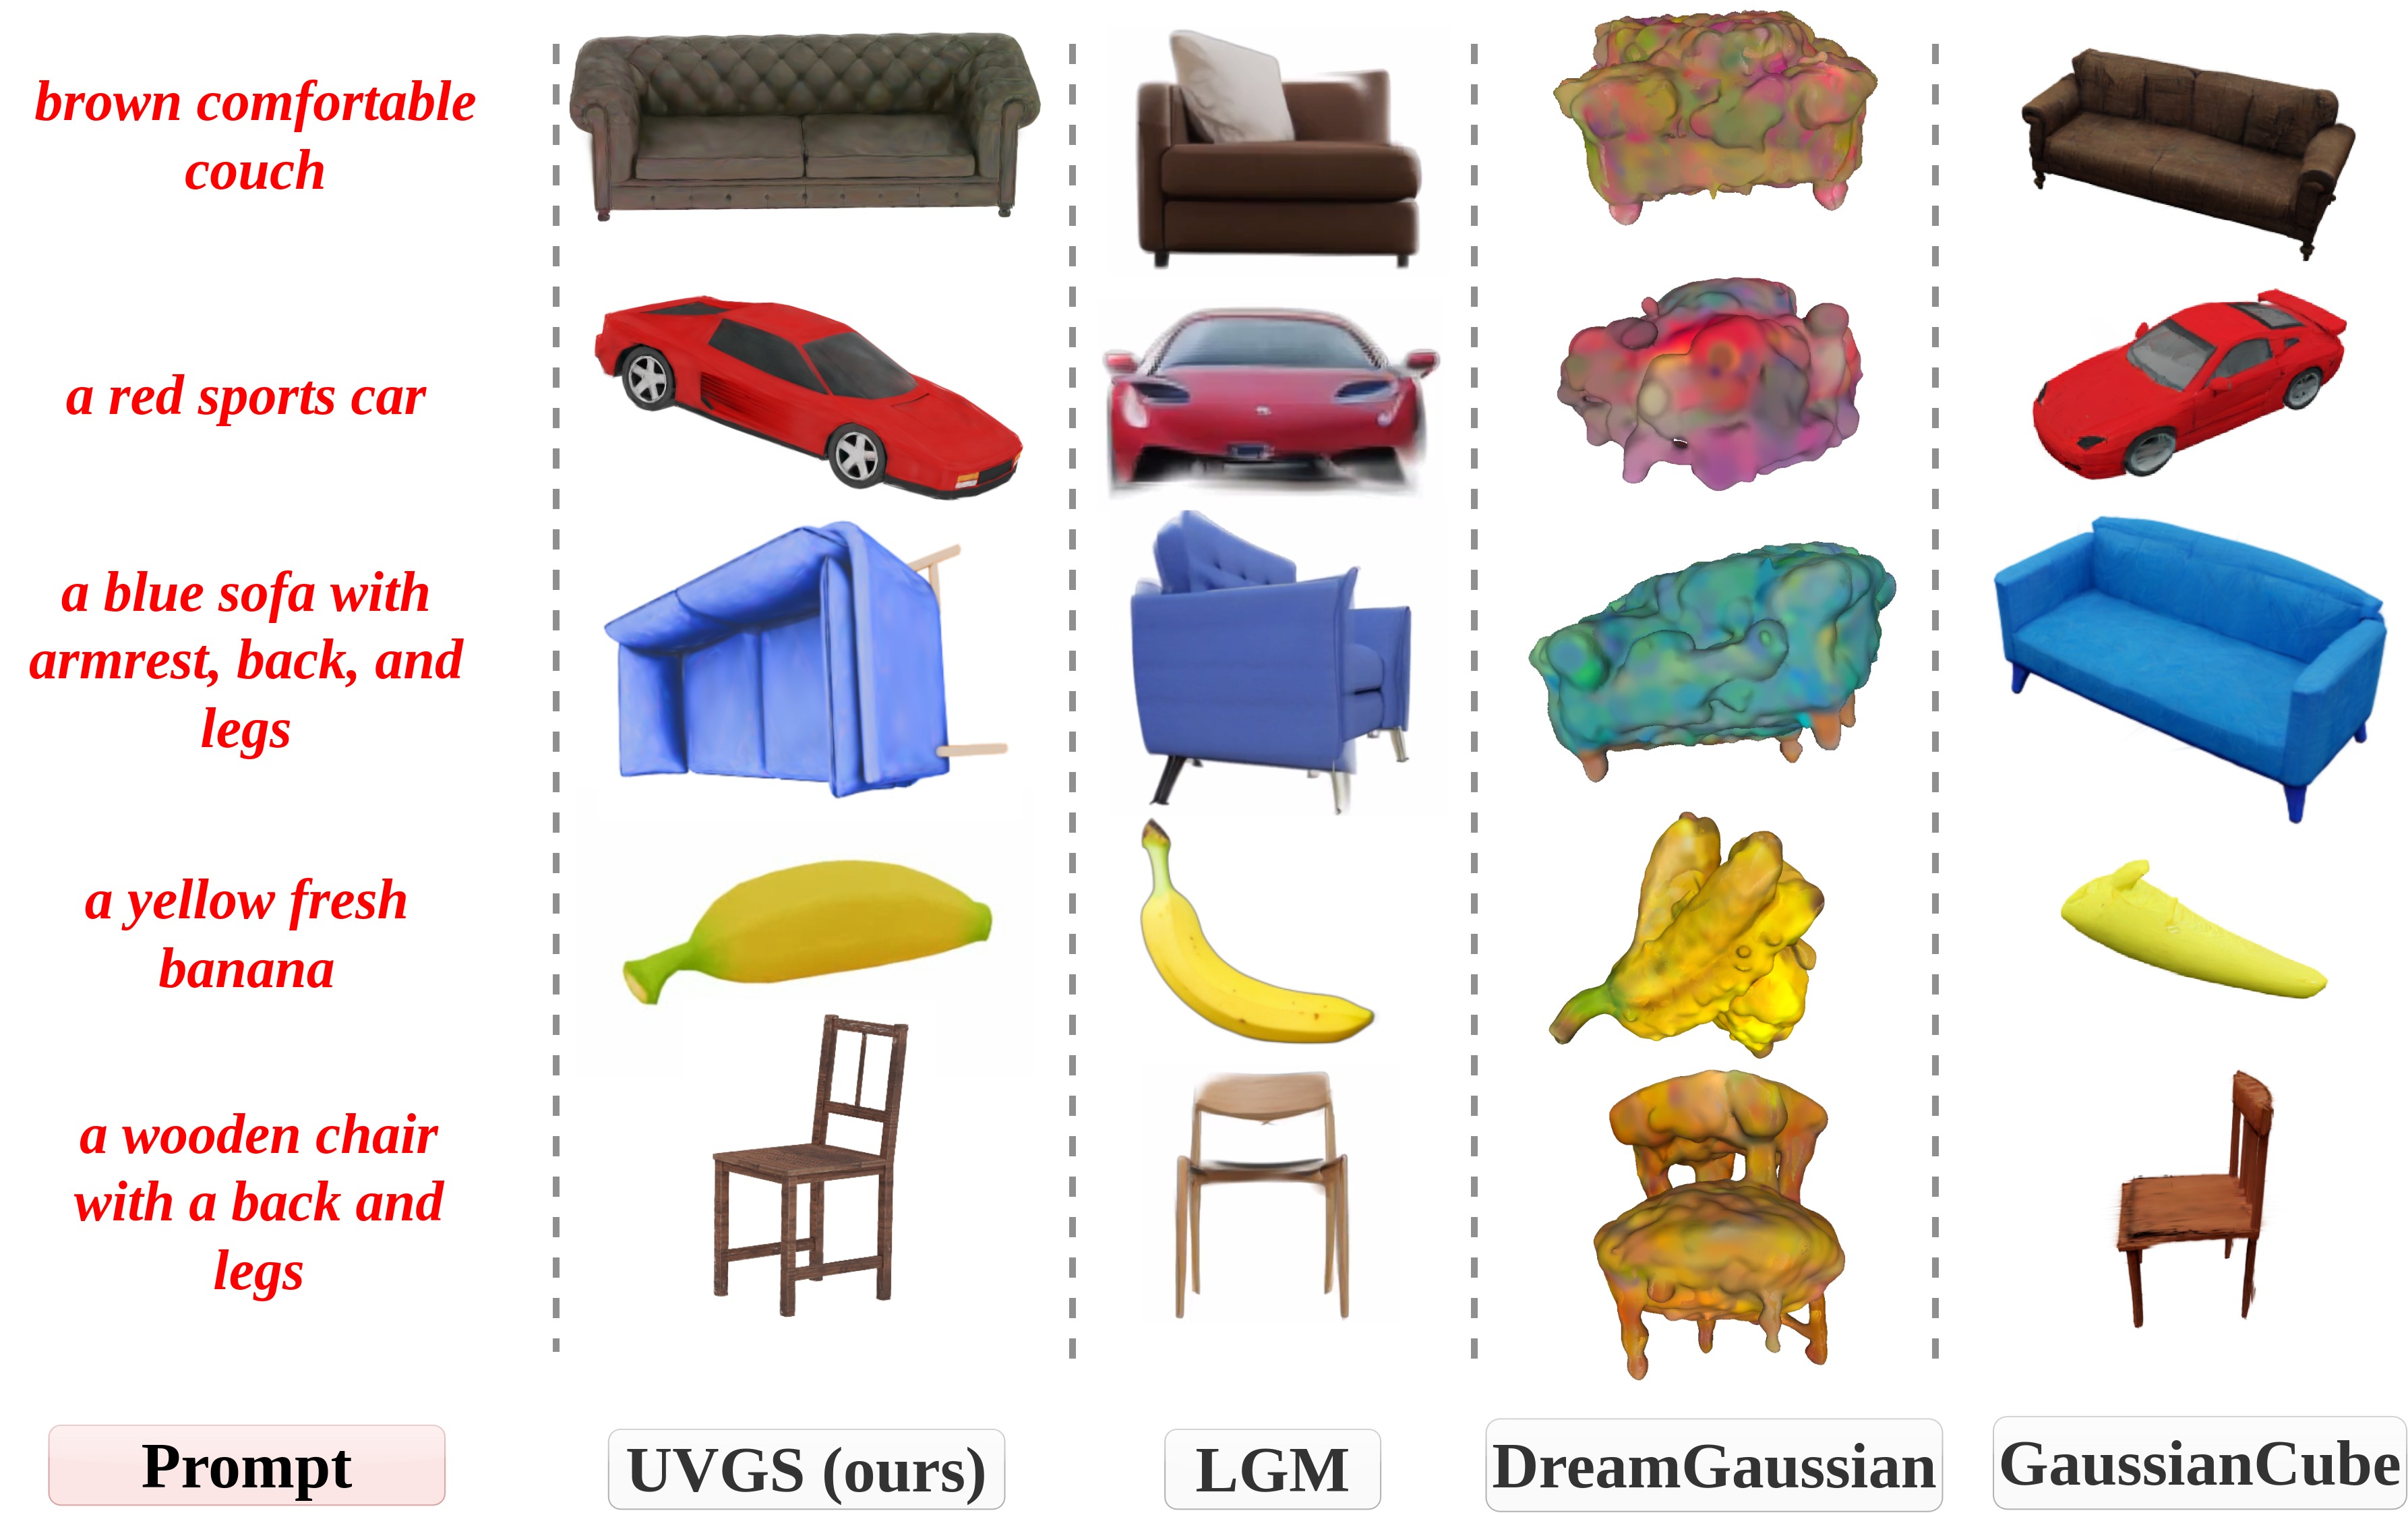 brown comfortable
couch
a red sports car
a blue sofa with
armrest, back, and
legs
a yellow fresh
banana
a wooden chair
with a back and
legs
Prompt
UVGS (ours)
LGM
DreamGaussian
GaussianCube